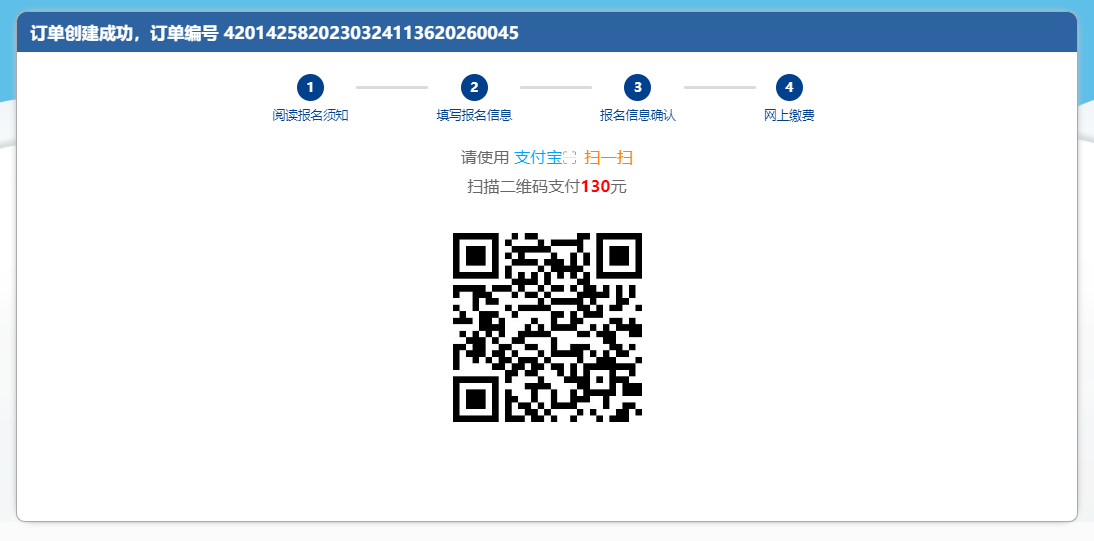 订单创建成功，订单编号 4201425820230324113620260045
1 2 3 4
阅读报名须知 填写报名信息 报名信息确认 网上缴费
请使用 支付宝 扫一扫
扫描二维码支付130元